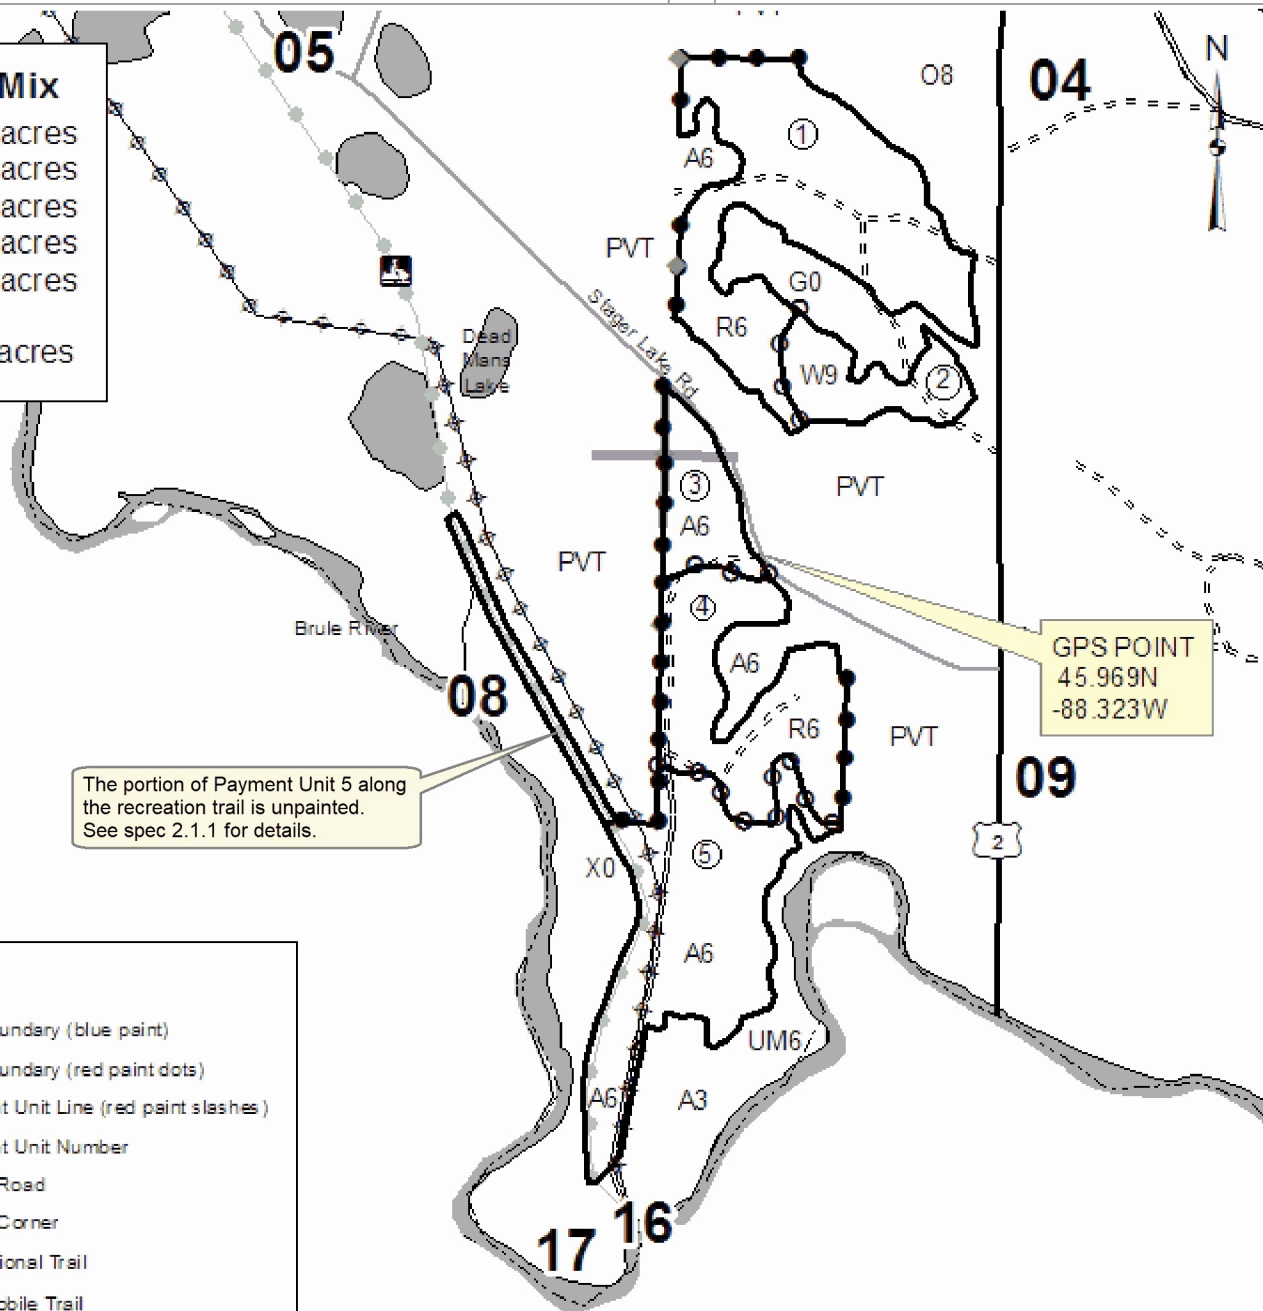 05
O8
04
N
Mix
acres
acres
acres
acres
acres
acres
1
A6
PVT
G0
R6
W9
2
Stager Lake Rd
Dead
Mans
Lake
3
A6
PVT
PVT
4
A6
R6
PVT
GPS POINT
45.969N
-88.323W
Brule River
08
09
2
The portion of Payment Unit 5 along
the recreation trail is unpainted.
See spec 2.1.1 for details.
X0
5
A6
UM6
A6
A3
undary (blue paint)
undary (red paint dots)
t Unit Line (red paint slashes)
t Unit Number
Road
Corner
ional Trail
obile Trail
16
17